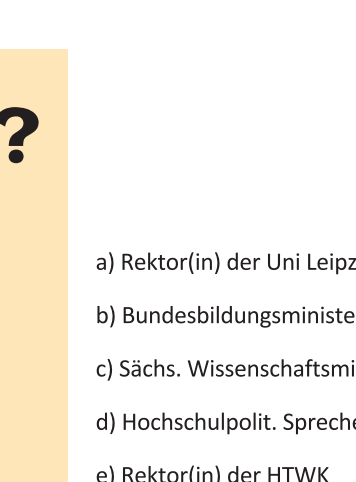 ?
a) Rektor(in) der Uni Leipz
b) Bundesbildungsministe
c) Sächs. Wissenschaftsmi
d) Hochschulpolit. Spreche
e) Rektor(in) der HTWK